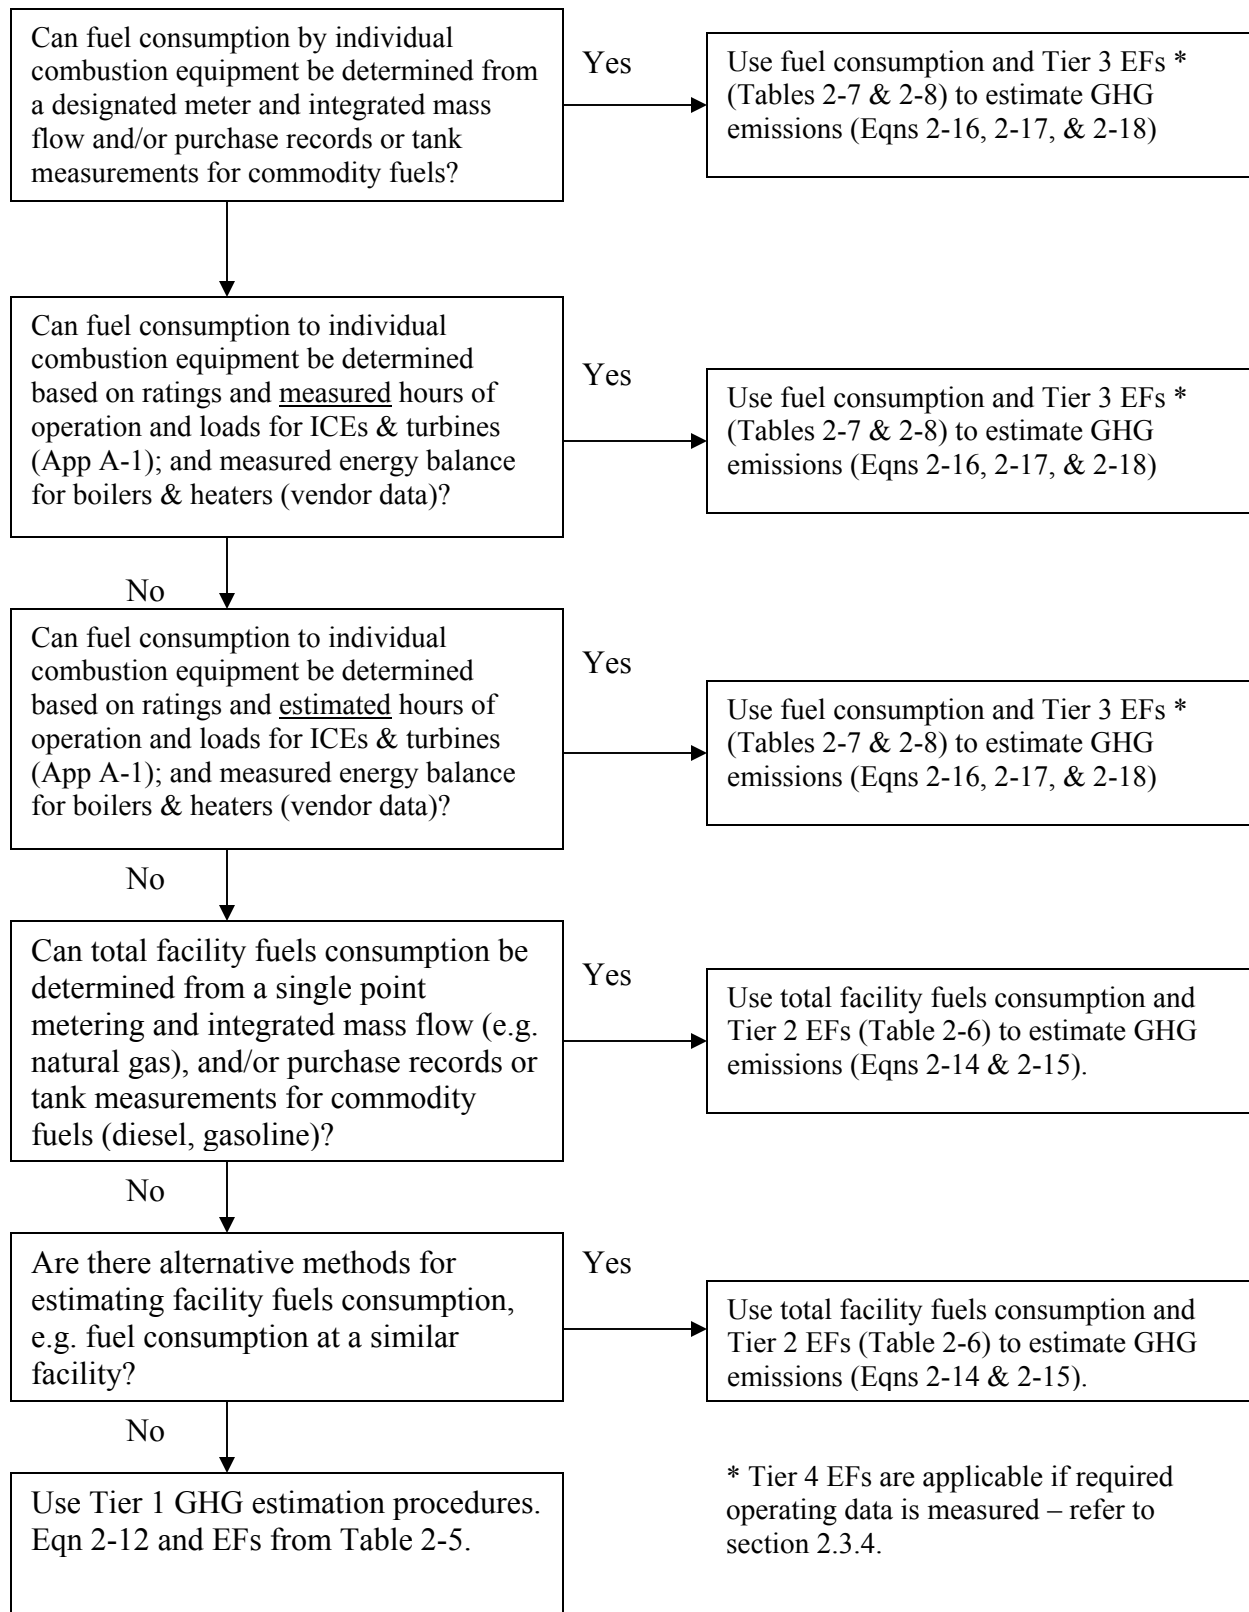 Can fuel consumption by individual
combustion equipment be determined from
a designated meter and integrated mass
flow and/or purchase records or tank
measurements for commodity fuels?
Yes
Use fuel consumption and Tier 3 EFs *
(Tables 2-7 & 2-8) to estimate GHG
emissions (Eqns 2-16, 2-17, & 2-18)
Can fuel consumption to individual
combustion equipment be determined
based on ratings and measured hours of
operation and loads for ICEs & turbines
(App A-1); and measured energy balance
for boilers & heaters (vendor data)?
Yes
Use fuel consumption and Tier 3 EFs *
(Tables 2-7 & 2-8) to estimate GHG
emissions (Eqns 2-16, 2-17, & 2-18)
No
Can fuel consumption to individual
combustion equipment be determined
based on ratings and estimated hours of
operation and loads for ICEs & turbines
(App A-1); and measured energy balance
for boilers & heaters (vendor data)?
Yes
Use fuel consumption and Tier 3 EFs *
(Tables 2-7 & 2-8) to estimate GHG
emissions (Eqns 2-16, 2-17, & 2-18)
No
Can total facility fuels consumption be
determined from a single point
metering and integrated mass flow (e.g.
natural gas), and/or purchase records or
tank measurements for commodity
fuels (diesel, gasoline)?
Yes
Use total facility fuels consumption and
Tier 2 EFs (Table 2-6) to estimate GHG
emissions (Eqns 2-14 & 2-15).
No
Are there alternative methods for
estimating facility fuels consumption,
e.g. fuel consumption at a similar
facility?
Yes
Use total facility fuels consumption and
Tier 2 EFs (Table 2-6) to estimate GHG
emissions (Eqns 2-14 & 2-15).
No
Use Tier 1 GHG estimation procedures.
Eqn 2-12 and EFs from Table 2-5.
* Tier 4 EFs are applicable if required
operating data is measured – refer to
section 2.3.4.